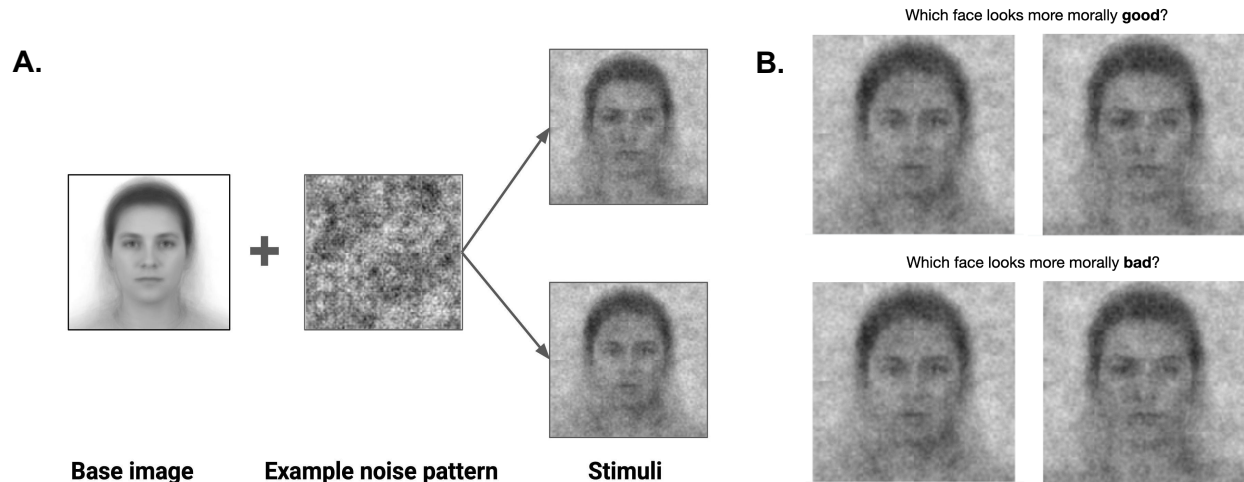 A.
Base image
Example noise pattern
Stimuli
B.
Which face looks more morally good?
Which face looks more morally bad?